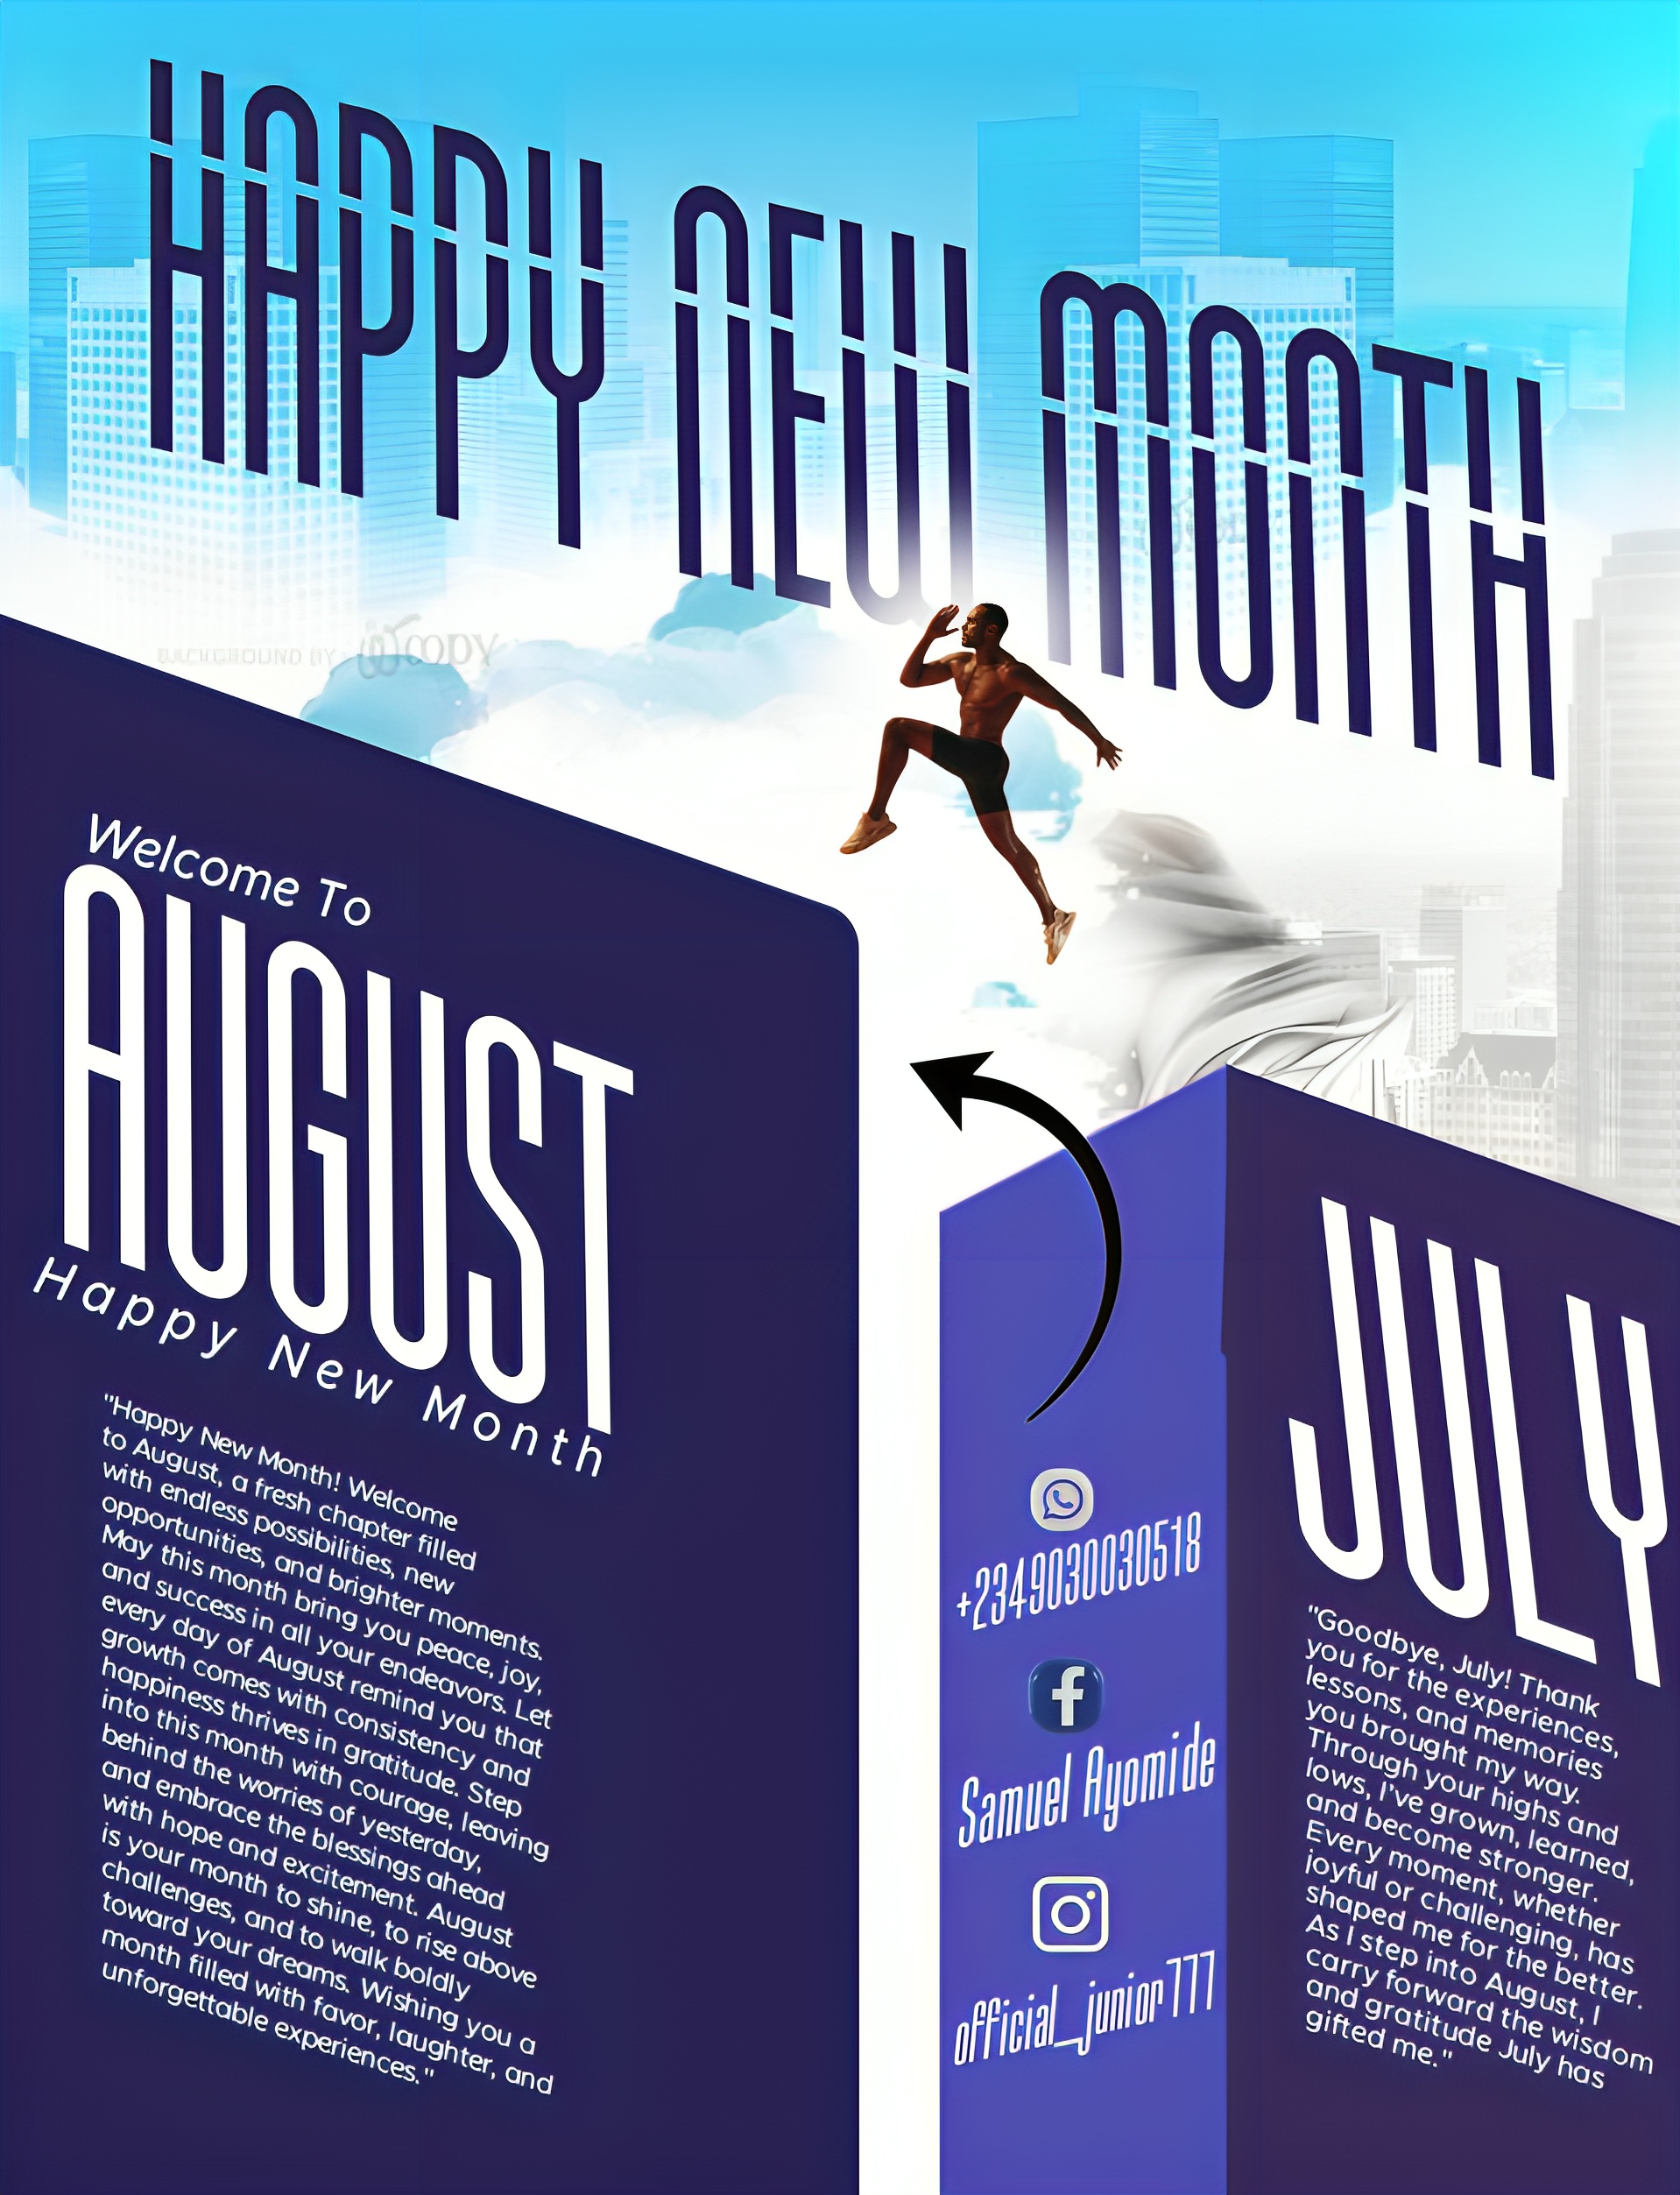 HAPPY NEW MONTH
BACKGROUND BY: Woopy
Welcome To
AUGUST
Happy New Month
"Happy New Month! Welcome
to August, a fresh chapter filled
with endless possibilities, new
opportunities, and brighter moments.
May this month bring you peace, joy,
and success in all your endeavors. Let
every day of August remind you that
growth comes with consistency and
happiness thrives in gratitude. Step
into this month with courage, leaving
behind the worries of yesterday,
and embrace the blessings ahead
with hope and excitement. August
is your month to shine, to rise above
challenges, and to walk boldly
toward your dreams. Wishing you a
month filled with favor, laughter, and
unforgettable experiences."
+2349030030518
Samuel Ayomide
official_junior777
JULY
"Goodbye, July! Thank
you for the experiences,
lessons, and memories
you brought my way.
Through your highs and
lows, I've grown, learned,
and become stronger.
Every moment, whether
joyful or challenging, has
shaped me for the better.
As I step into August, I
carry forward the wisdom
and gratitude July has
gifted me."